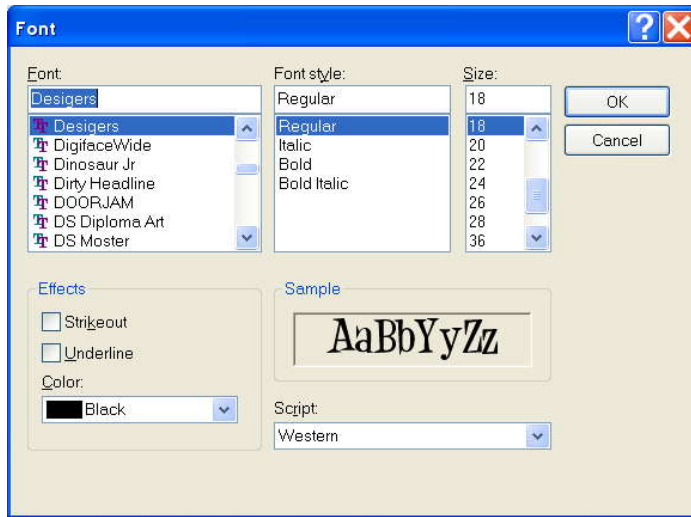 Font
Font:
Desigers
Desigers
DigifaceWide
Dinosaur Jr
Dirty Headline
DOORJAM
DS Diploma Art
DS Moster
Font style:
Regular
Regular
Italic
Bold
Bold Italic
Size:
18
18
20
22
24
26
28
36
OK
Cancel
Effects
Strikeout
Underline
Color:
Black
Sample
AaBbYyZz
Script:
Western